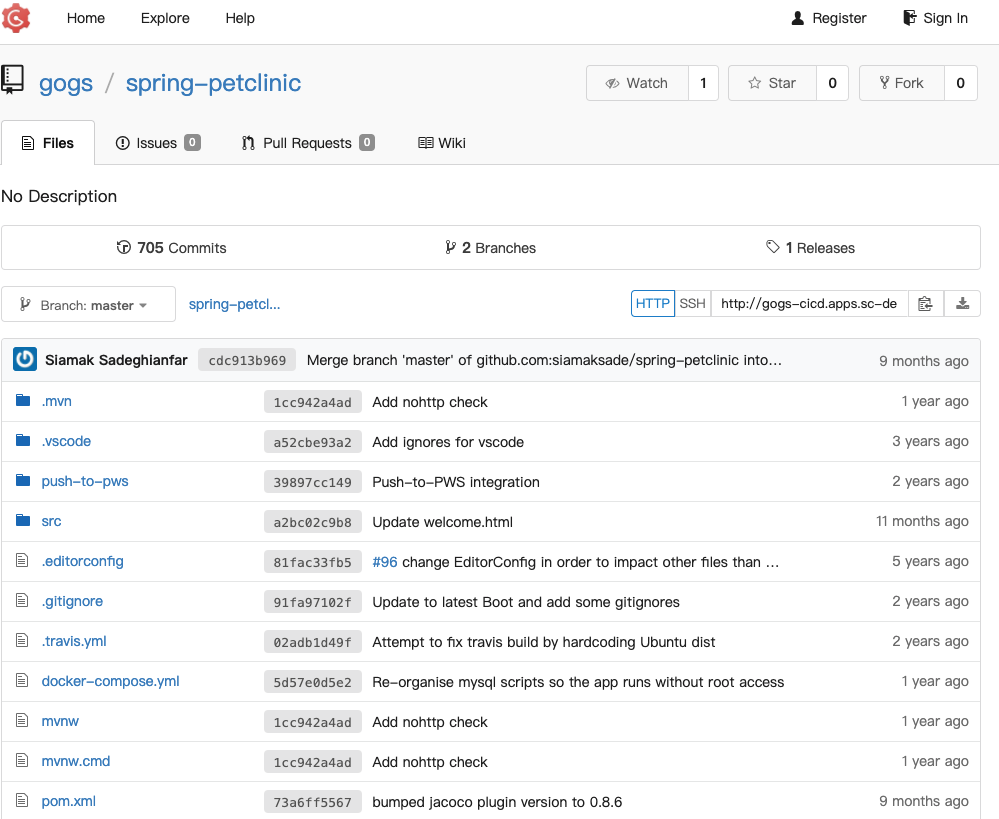 Home Explore Help Register Sign In
gogs / spring-petclinic Watch 1 Star 0 Fork 0
Files Issues 0 Pull Requests 0 Wiki
No Description
705 Commits 2 Branches 1 Releases
Branch: master spring-petcl... HTTP SSH http://gogs-cicd.apps.sc-de
Siamak Sadeghianfar cdc913b969 Merge branch 'master' of github.com:siamaksade/spring-petclinic into... 9 months ago
.mvn 1cc942a4ad Add nohttp check 1 year ago
.vscode a52cbe93a2 Add ignores for vscode 3 years ago
push-to-pws 39897cc149 Push-to-PWS integration 2 years ago
src a2bc02c9b8 Update welcome.html 11 months ago
.editorconfig 81fac33fb5 #96 change EditorConfig in order to impact other files than ... 5 years ago
.gitignore 91fa97102f Update to latest Boot and add some gitignores 2 years ago
.travis.yml 02adb1d49f Attempt to fix travis build by hardcoding Ubuntu dist 2 years ago
docker-compose.yml 5d57e0d5e2 Re-organise mysql scripts so the app runs without root access 1 year ago
mvnw 1cc942a4ad Add nohttp check 1 year ago
mvnw.cmd 1cc942a4ad Add nohttp check 1 year ago
pom.xml 73a6ff5567 bumped jacoco plugin version to 0.8.6 9 months ago